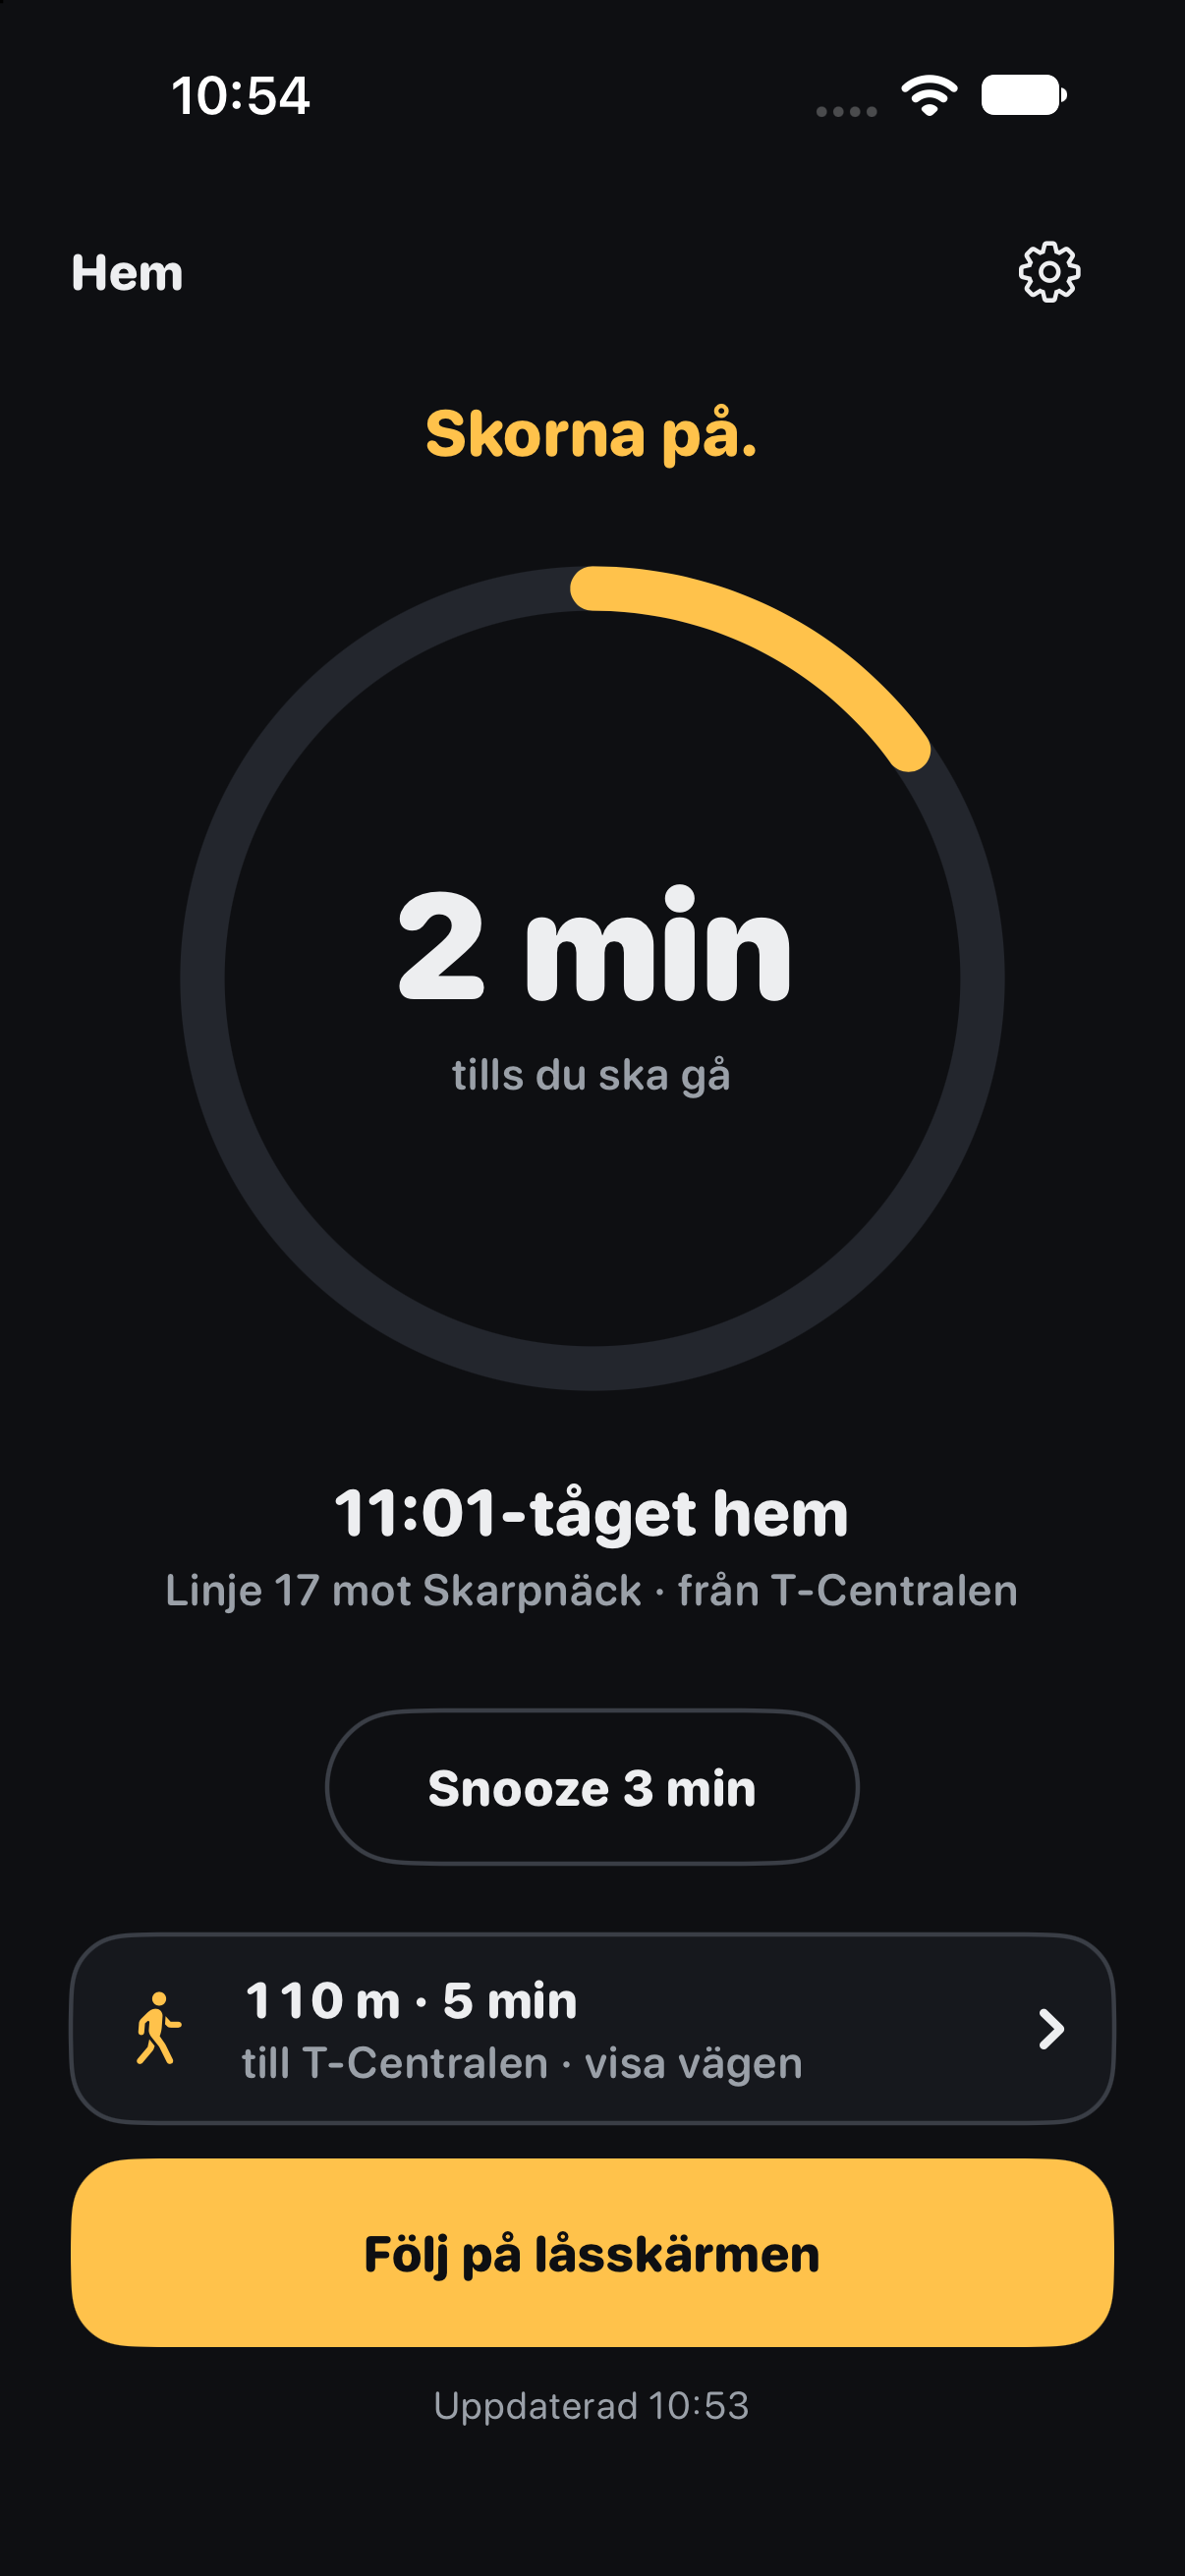 10:54
Hem
Skorna på.
2 min
tills du ska gå
11:01-tåget hem
Linje 17 mot Skarpnäck · från T-Centralen
Snooze 3 min
110 m · 5 min
till T-Centralen · visa vägen
Följ på låsskärmen
Uppdaterad 10:53